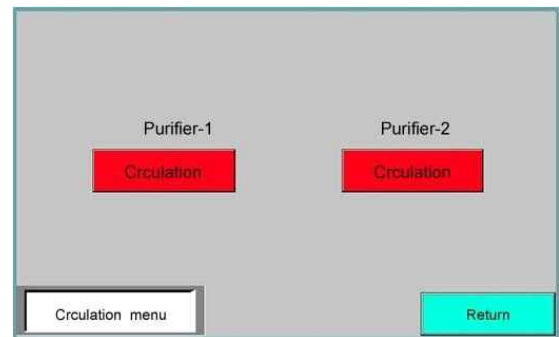 Purifier-1 Purifier-2
Crculation Crculation
Crculation menu Return